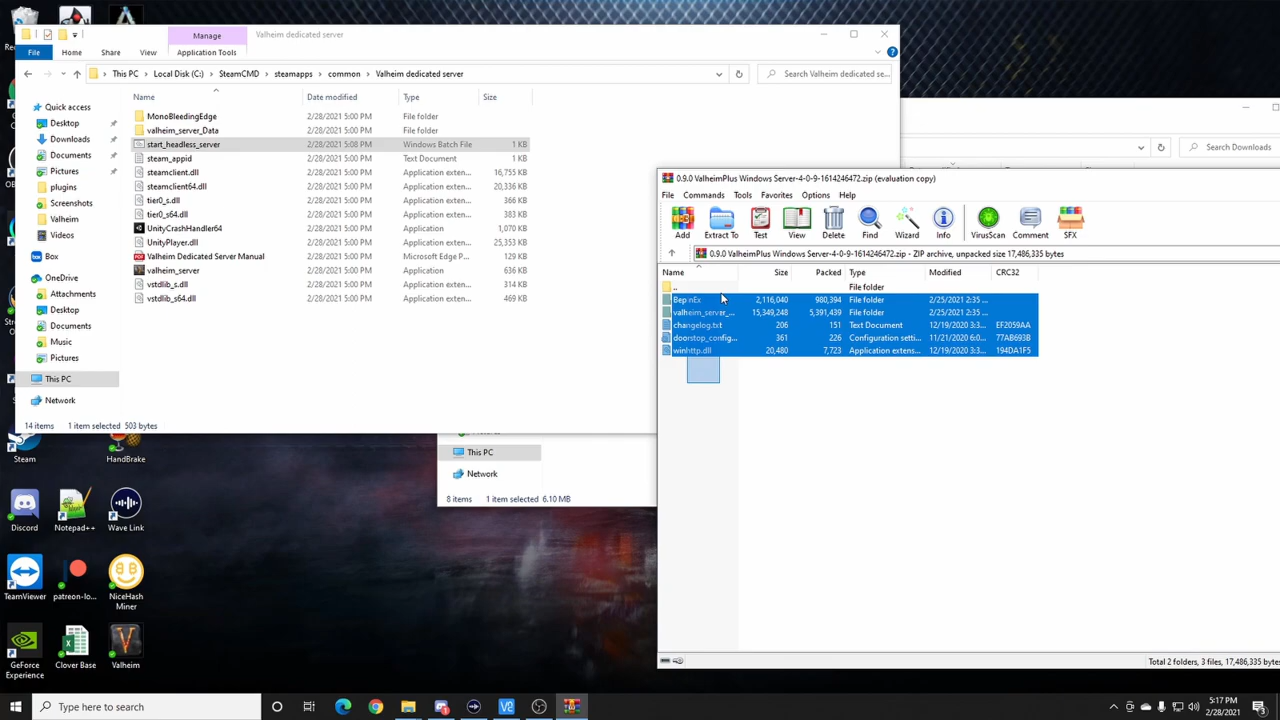 Manage
Valheim dedicated server
File
Home
Share
View
Application Tools
This PC
Local Disk (C:)
SteamCMD
steamapps
common
Valheim dedicated server
Search Valheim dedicated se...
Name
Date modified
Type
Size
Quick access
Desktop
Downloads
Documents
Pictures
plugins
Screenshots
Valheim
Videos
Box
OneDrive
Attachments
Desktop
Documents
Music
Pictures
This PC
Network
MonoBleedingEdge 2/28/2021 5:00 PM File folder
valheim_server_Data 2/28/2021 5:00 PM File folder
start_headless_server 2/28/2021 5:08 PM Windows Batch File 1 KB
steam_appid 2/28/2021 5:00 PM Text Document 1 KB
steamclient.dll 2/28/2021 5:00 PM Application exten... 16,755 KB
steamclient64.dll 2/28/2021 5:00 PM Application exten... 20,336 KB
tier0_s.dll 2/28/2021 5:00 PM Application exten... 366 KB
tier0_s64.dll 2/28/2021 5:00 PM Application exten... 383 KB
UnityCrashHandler64 2/28/2021 5:00 PM Application 1,070 KB
UnityPlayer.dll 2/28/2021 5:00 PM Application exten... 25,353 KB
Valheim Dedicated Server Manual 2/28/2021 5:00 PM Microsoft Edge P... 439 KB
valheim_server 2/28/2021 5:00 PM Application 636 KB
vstdlib_s.dll 2/28/2021 5:00 PM Application exten... 314 KB
vstdlib_s64.dll 2/28/2021 5:00 PM Application exten... 469 KB
14 items 1 item selected 503 bytes
Search Downloads
This PC
Network
8 items 1 item selected 6.10 MB
0.9.0 ValheimPlus Windows Server-4-0-9-1614246472.zip (evaluation copy)
File Commands Tools Favorites Options Help
Add Extract To Test View Delete Find Wizard Info VirusScan Comment SFX
0.9.0 ValheimPlus Windows Server-4-0-9-1614246472.zip - ZIP archive, unpacked size 17,486,335 bytes
Name Size Packed Type Modified CRC32
.. File folder
BepInEx 2,116,040 980,394 File folder 2/25/2021 2:35 ...
valheim_server_... 15,349,248 5,391,439 File folder 2/25/2021 2:35 ...
changelog.txt 206 151 Text Document 12/19/2020 3:3... EF2059AA
doorstop_config... 361 226 Configuration setti... 11/21/2020 6:0... 77AB693B
winhttp.dll 20,480 7,723 Application extens... 12/19/2020 3:3... 194DA1F5
Total 2 folders, 3 files, 17,486,335 bytes
Steam
HandBrake
Discord
Notepad++
Wave Link
TeamViewer
patreon-lo...
NiceHash Miner
GeForce Experience
Clover Base
Valheim
Type here to search
5:17 PM
2/28/2021